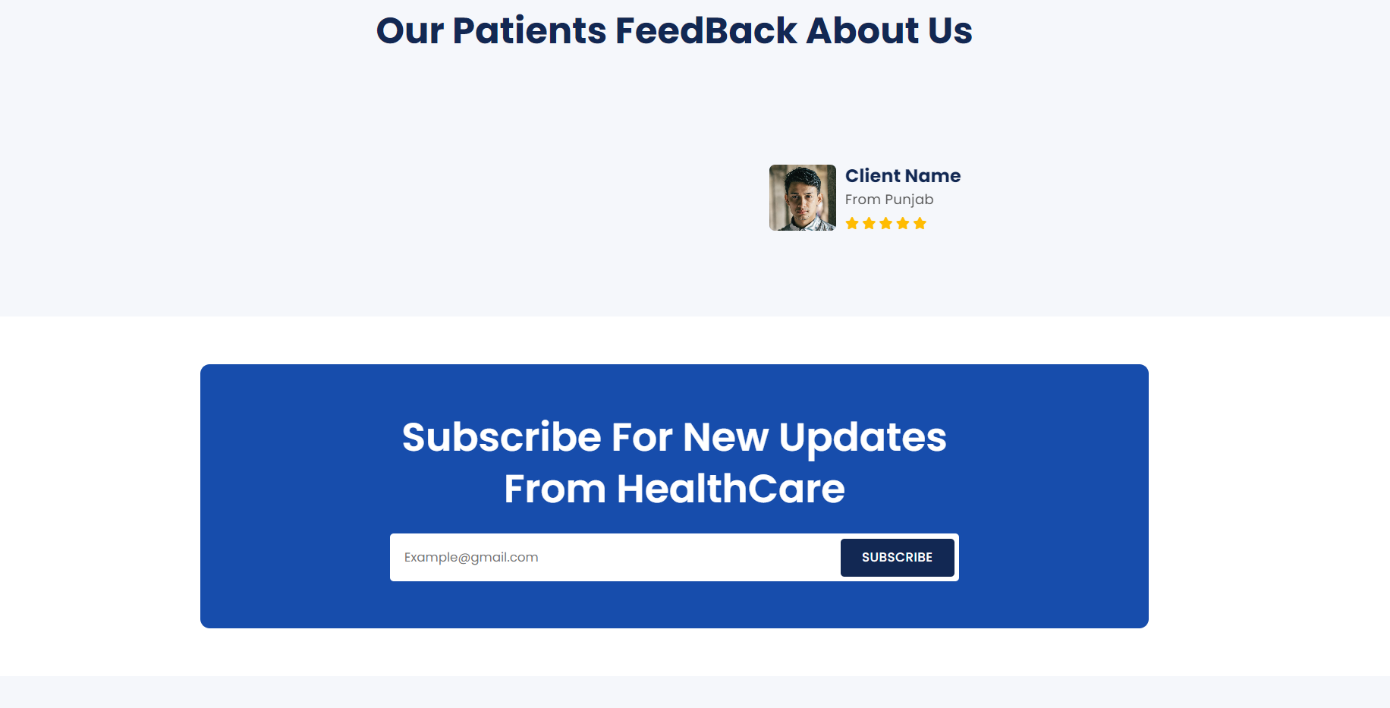 Our Patients FeedBack About Us
Client Name
From Punjab
Subscribe For New Updates
From HealthCare
Example@gmail.com
SUBSCRIBE